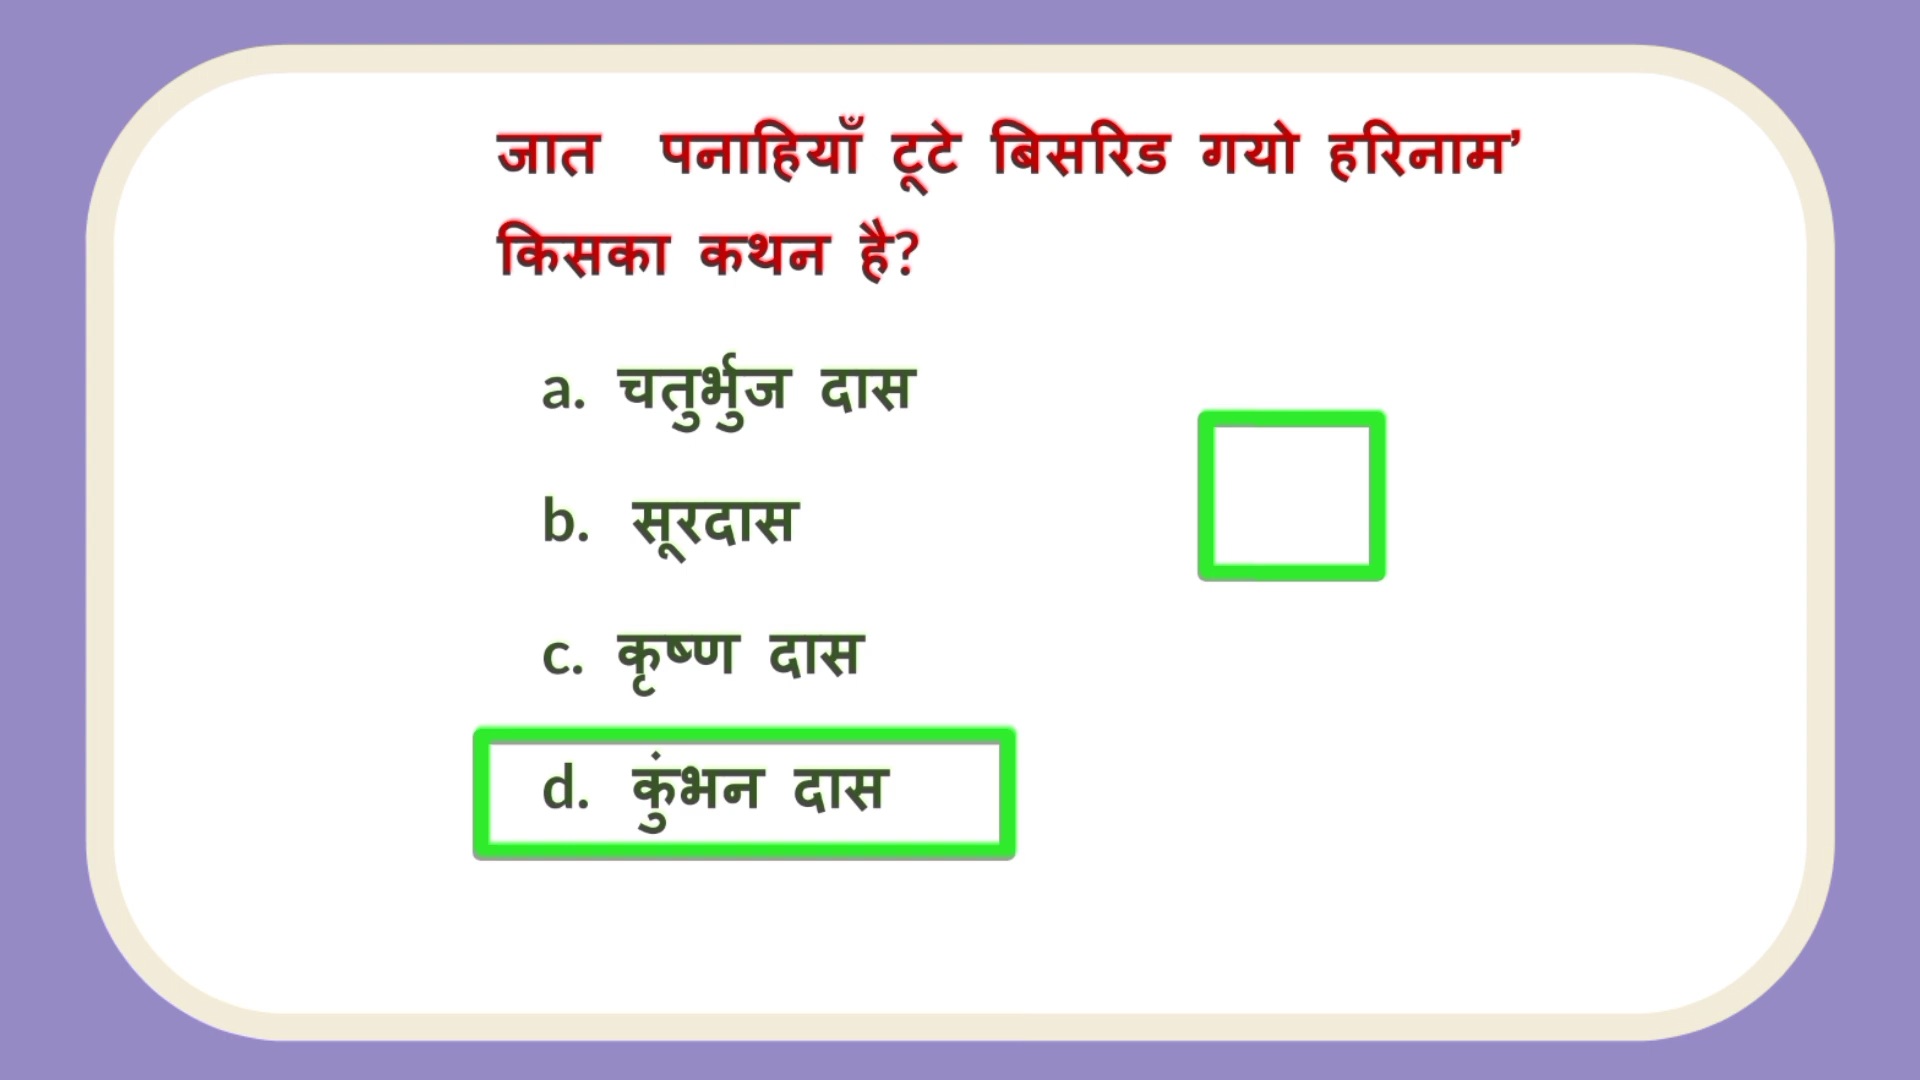 जात पनाहियाँ टूटे बिसरिड गयो हरिनाम’
किसका कथन है?
a. चतुर्भुज दास
b. सूरदास
c. कृष्ण दास
d. कुंभन दास